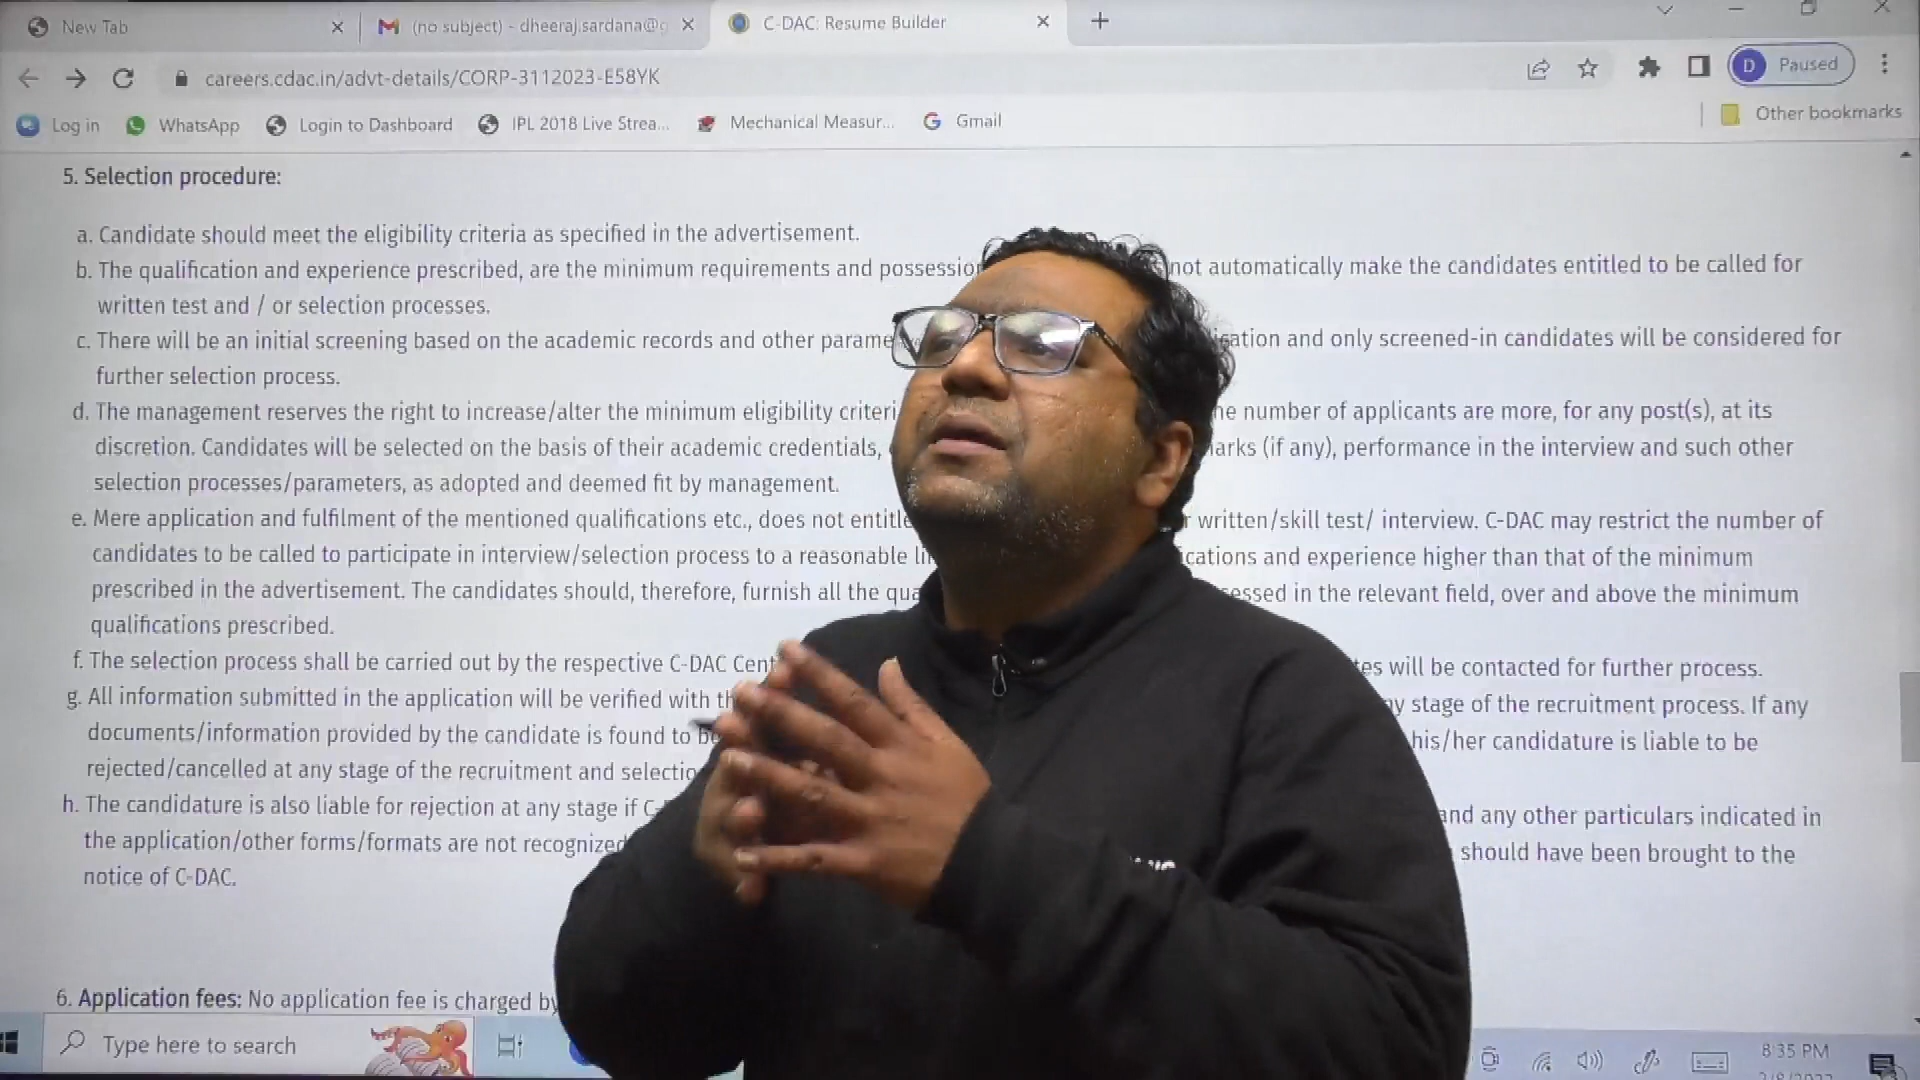 New Tab
(no subject) - dheeraj.sardana@g
C-DAC: Resume Builder
careers.cdac.in/advt-details/CORP-3112023-E58YK
D Paused
Log in
WhatsApp
Login to Dashboard
IPL 2018 Live Strea...
Mechanical Measur...
Gmail
Other bookmarks
5. Selection procedure:
a. Candidate should meet the eligibility criteria as specified in the advertisement.
b. The qualification and experience prescribed, are the minimum requirements and possession not automatically make the candidates entitled to be called for
written test and / or selection processes.
c. There will be an initial screening based on the academic records and other parame cation and only screened-in candidates will be considered for
further selection process.
d. The management reserves the right to increase/alter the minimum eligibility criteri he number of applicants are more, for any post(s), at its
discretion. Candidates will be selected on the basis of their academic credentials, arks (if any), performance in the interview and such other
selection processes/parameters, as adopted and deemed fit by management.
e. Mere application and fulfilment of the mentioned qualifications etc., does not entitle r written/skill test/ interview. C-DAC may restrict the number of
candidates to be called to participate in interview/selection process to a reasonable li ications and experience higher than that of the minimum
prescribed in the advertisement. The candidates should, therefore, furnish all the qua essed in the relevant field, over and above the minimum
qualifications prescribed.
f. The selection process shall be carried out by the respective C-DAC Cent es will be contacted for further process.
g. All information submitted in the application will be verified with th y stage of the recruitment process. If any
documents/information provided by the candidate is found to be his/her candidature is liable to be
rejected/cancelled at any stage of the recruitment and selectio
h. The candidature is also liable for rejection at any stage if C- and any other particulars indicated in
the application/other forms/formats are not recognized should have been brought to the
notice of C-DAC.
6. Application fees: No application fee is charged by
Type here to search
8:35 PM